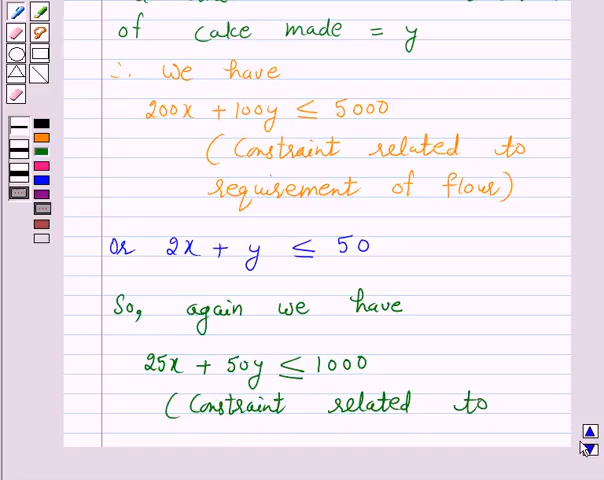 of cake made = y
∴ We have
200x + 100y ≤ 5000
(Constraint related to
requirement of flour)
Or 2x + y ≤ 50
So, again we have
25x + 50y ≤ 1000
(Constraint related to